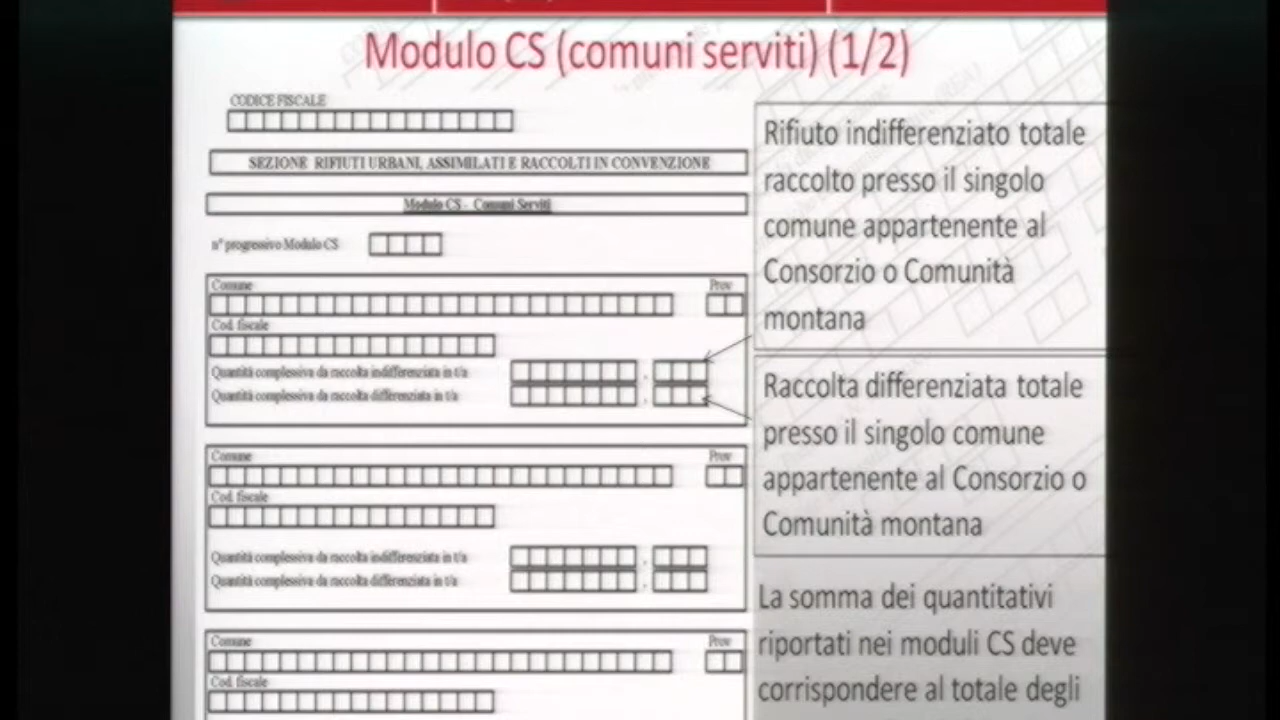 Modulo CS (comuni serviti) (1/2)
CODICE FISCALE
SEZIONE RIFIUTI URBANI, ASSIMILATI E RACCOLTI IN CONVENZIONE
Modulo CS - Comuni Serviti
n° progressivo Modulo CS
Comune Prov
Cod. fiscale
Quantità complessiva da raccolta indifferenziata in t/a
Quantità complessiva da raccolta differenziata in t/a
Comune Prov
Cod. fiscale
Quantità complessiva da raccolta indifferenziata in t/a
Quantità complessiva da raccolta differenziata in t/a
Comune Prov
Cod. fiscale
Rifiuto indifferenziato totale
raccolto presso il singolo
comune appartenente al
Consorzio o Comunità
montana
Raccolta differenziata totale
presso il singolo comune
appartenente al Consorzio o
Comunità montana
La somma dei quantitativi
riportati nei moduli CS deve
corrispondere al totale degli